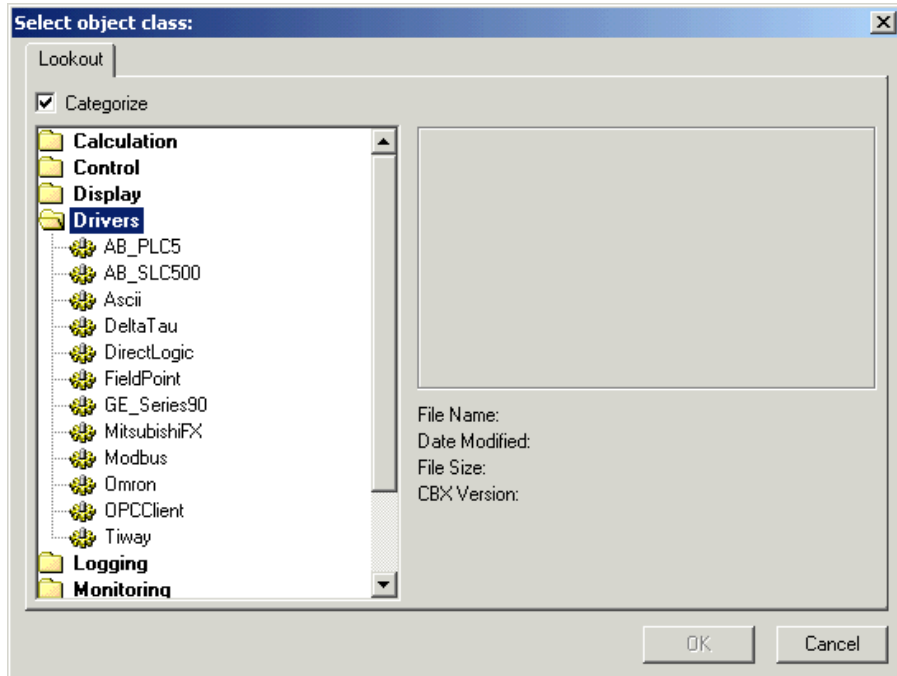 Select object class:
Lookout
Categorize
Calculation
Control
Display
Drivers
AB_PLC5
AB_SLC500
Ascii
DeltaTau
DirectLogic
FieldPoint
GE_Series90
MitsubishiFX
Modbus
Omron
OPCClient
Tiway
Logging
Monitoring
File Name:
Date Modified:
File Size:
CBX Version:
OK
Cancel